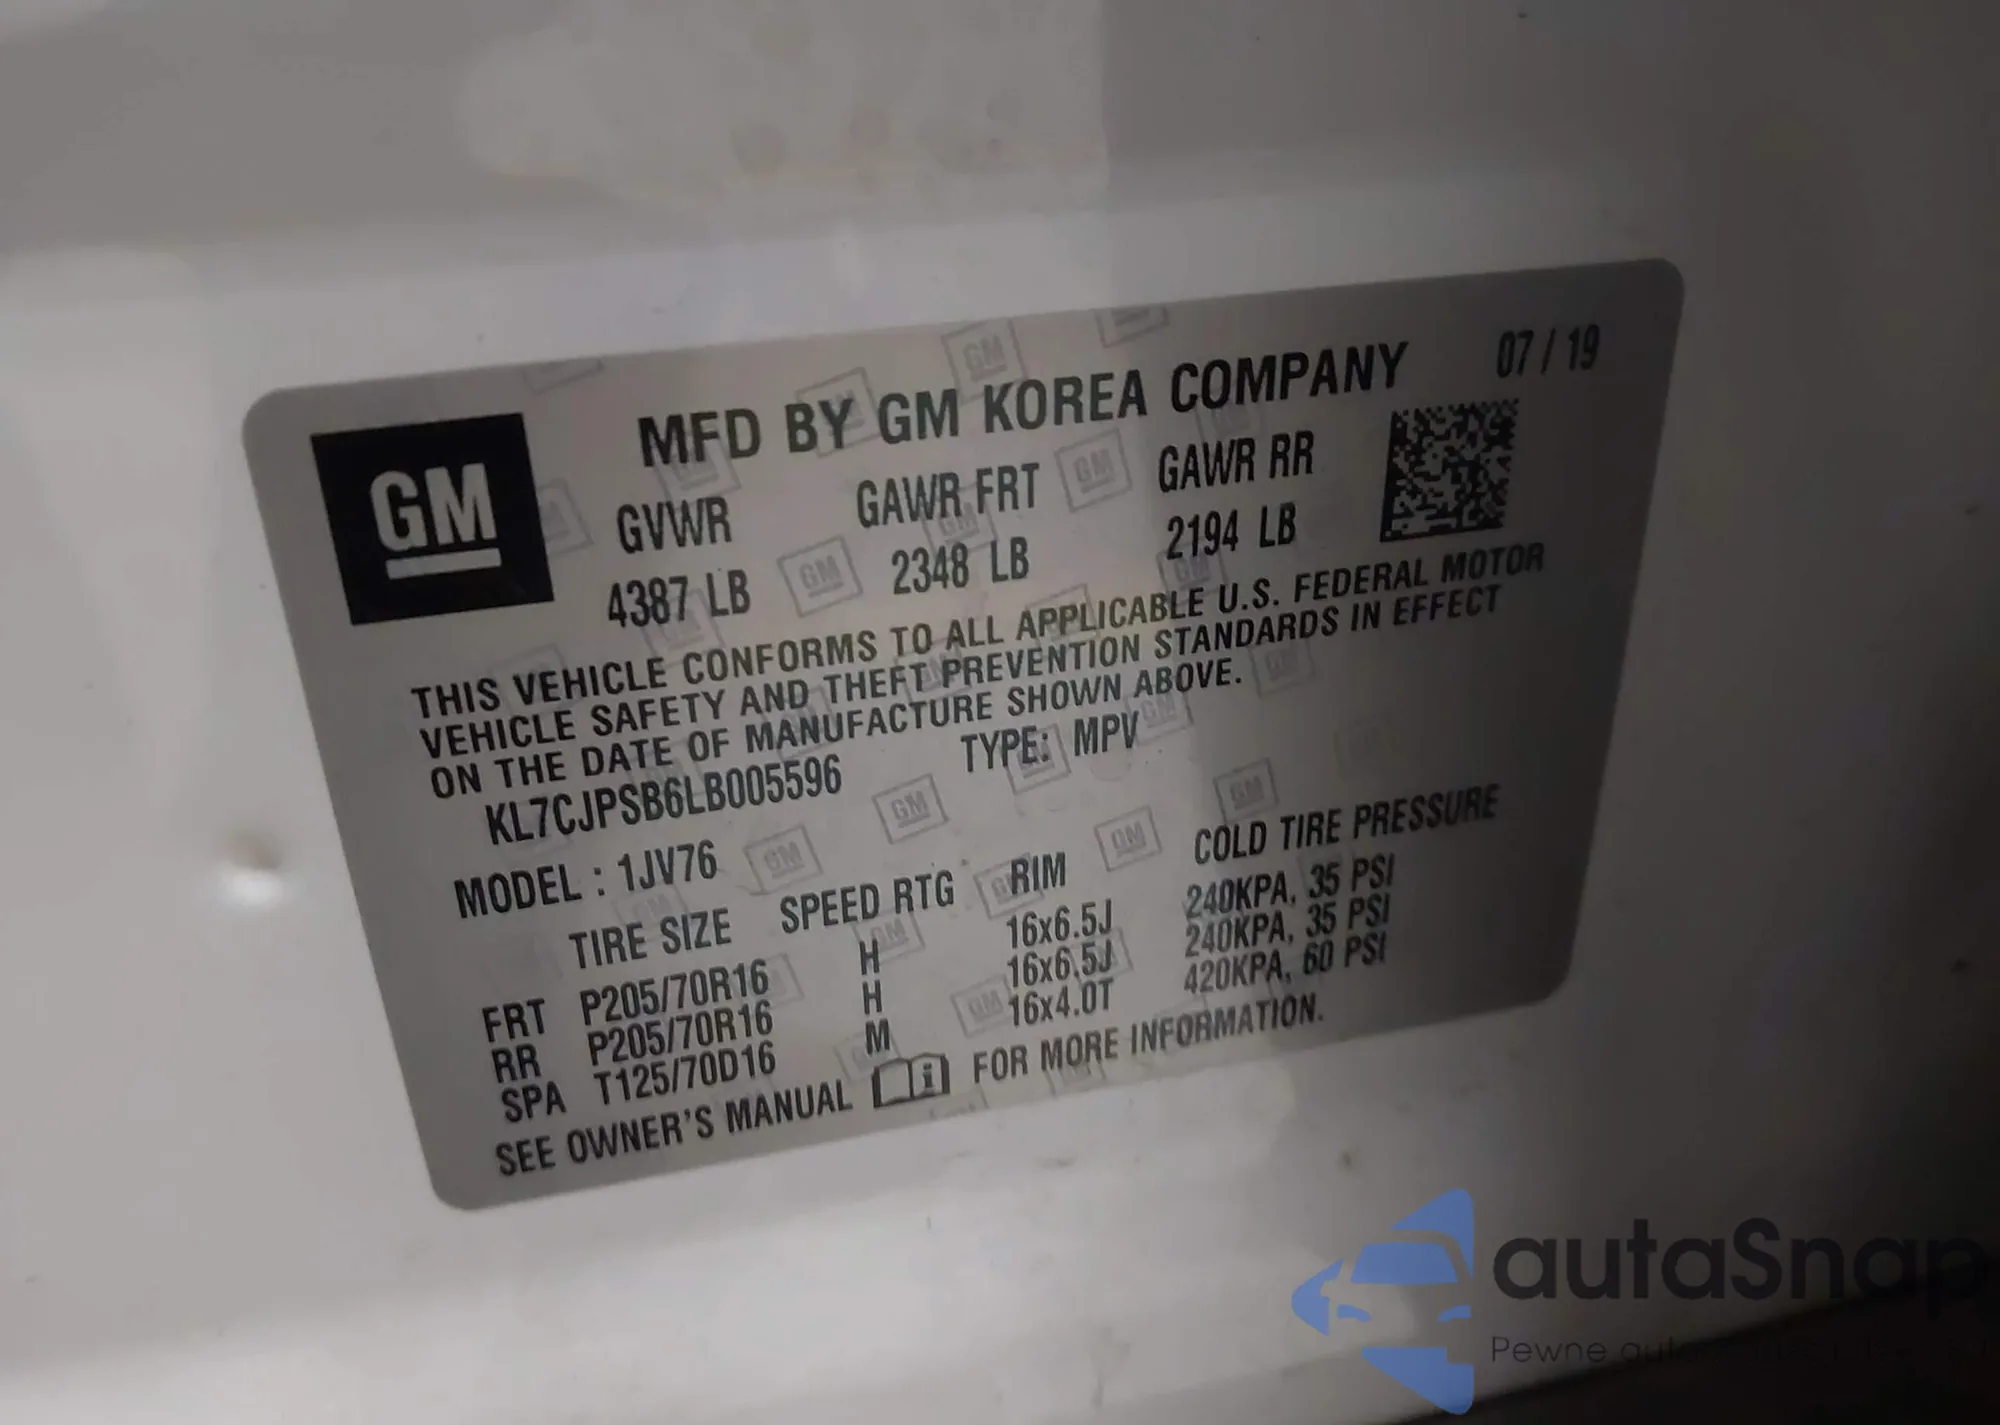 MFD BY GM KOREA COMPANY 07 / 19
GM
GVWR GAWR FRT GAWR RR
4387 LB 2348 LB 2194 LB
THIS VEHICLE CONFORMS TO ALL APPLICABLE U.S. FEDERAL MOTOR
VEHICLE SAFETY AND THEFT PREVENTION STANDARDS IN EFFECT
ON THE DATE OF MANUFACTURE SHOWN ABOVE.
KL7CJPSB6LB005596 TYPE: MPV
MODEL : 1JV76
TIRE SIZE SPEED RTG RIM COLD TIRE PRESSURE
FRT P205/70R16 H 16x6.5J 240KPA, 35 PSI
RR P205/70R16 H 16x6.5J 240KPA, 35 PSI
SPA T125/70D16 M 16x4.0T 420KPA, 60 PSI
SEE OWNER'S MANUAL i FOR MORE INFORMATION.
autaSnap
Pewne